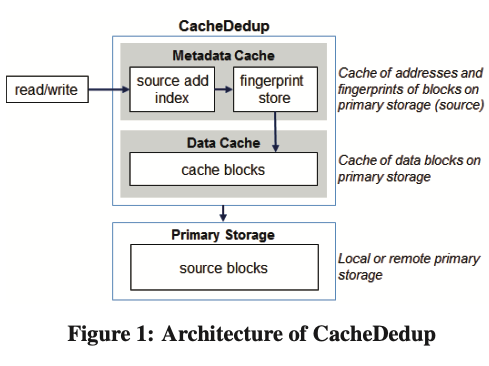 CacheDedup
Metadata Cache
read/write
source add
index
fingerprint
store
Cache of addresses and
fingerprints of blocks on
primary storage (source)
Data Cache
cache blocks
Cache of data blocks on
primary storage
Primary Storage
source blocks
Local or remote primary
storage
Figure 1: Architecture of CacheDedup